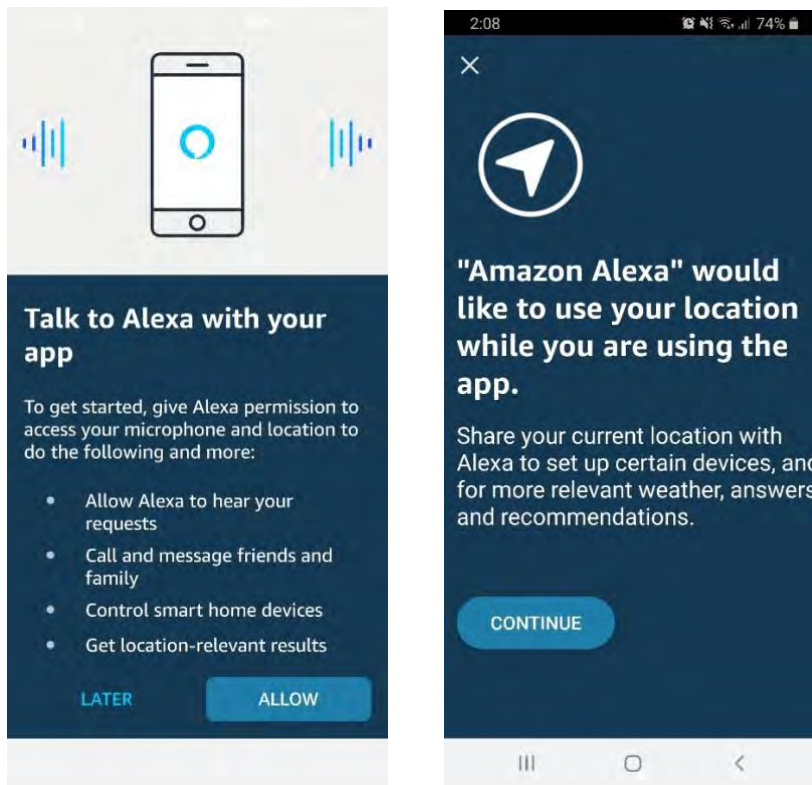 Talk to Alexa with your
app
To get started, give Alexa permission to
access your microphone and location to
do the following and more:
• Allow Alexa to hear your
requests
• Call and message friends and
family
• Control smart home devices
• Get location-relevant results
LATER ALLOW
2:08 74%
"Amazon Alexa" would
like to use your location
while you are using the
app.
Share your current location with
Alexa to set up certain devices, and
for more relevant weather, answers
and recommendations.
CONTINUE